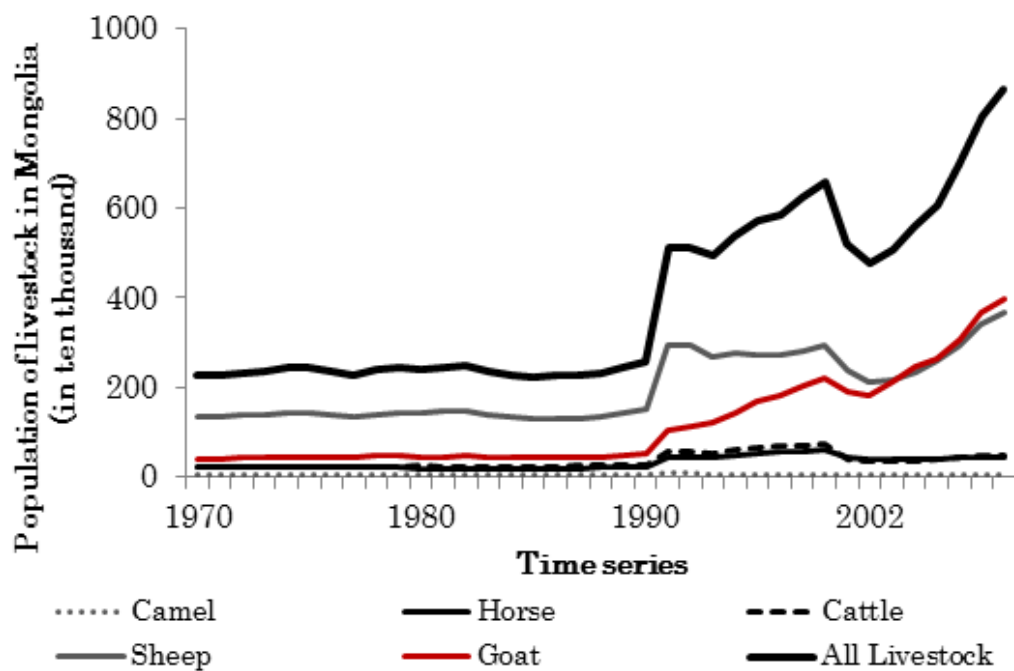 Population of livestock in Mongolia
(in ten thousand)
1000
800
600
400
200
0
1970
1980
1990
2002
Time series
Camel
Horse
Cattle
Sheep
Goat
All Livestock